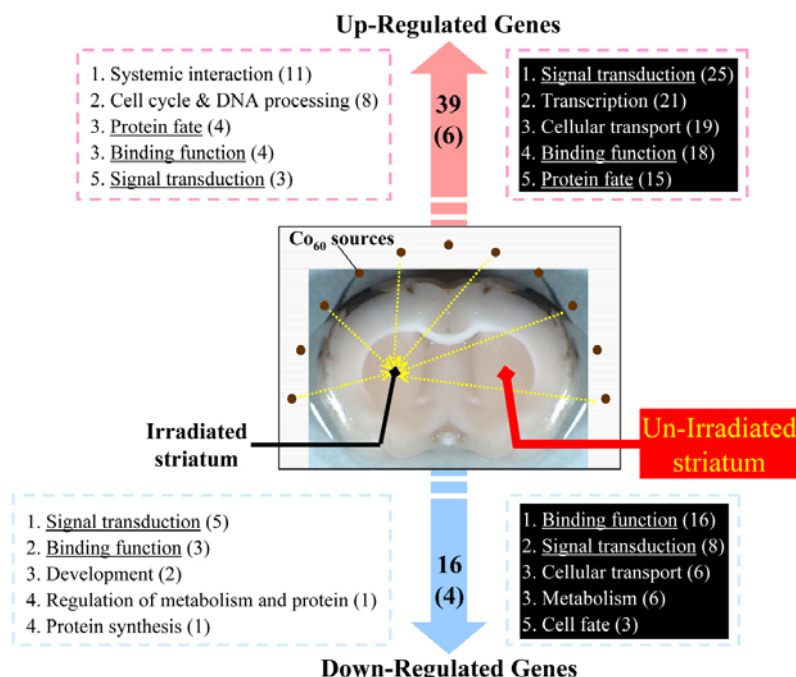 Up-Regulated Genes
1. Systemic interaction (11)
2. Cell cycle & DNA processing (8)
3. Protein fate (4)
3. Binding function (4)
5. Signal transduction (3)
39
(6)
1. Signal transduction (25)
2. Transcription (21)
3. Cellular transport (19)
4. Binding function (18)
5. Protein fate (15)
Co60 sources
Irradiated
striatum
Un-Irradiated
striatum
1. Signal transduction (5)
2. Binding function (3)
3. Development (2)
4. Regulation of metabolism and protein (1)
4. Protein synthesis (1)
16
(4)
1. Binding function (16)
2. Signal transduction (8)
3. Cellular transport (6)
3. Metabolism (6)
5. Cell fate (3)
Down-Regulated Genes